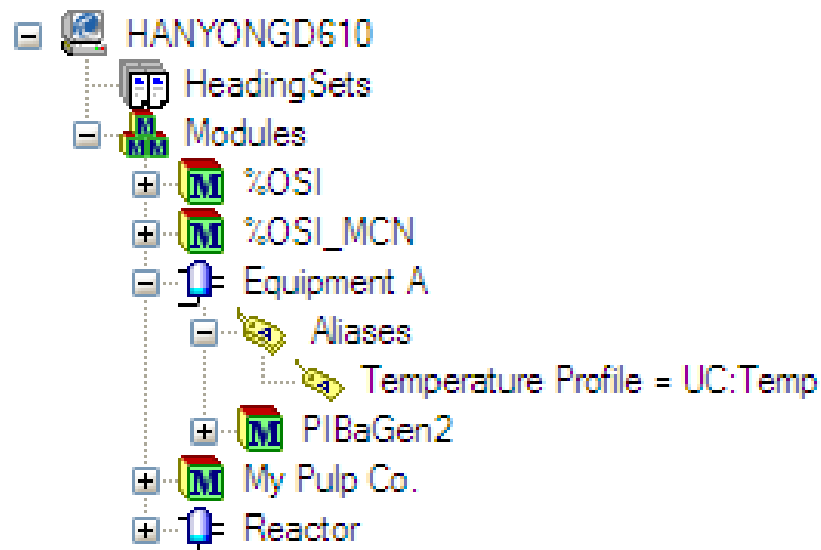 HANYONGD610
HeadingSets
Modules
%OSI
%OSI_MCN
Equipment A
Aliases
Temperature Profile = UC:Temp
PIBaGen2
My Pulp Co.
Reactor